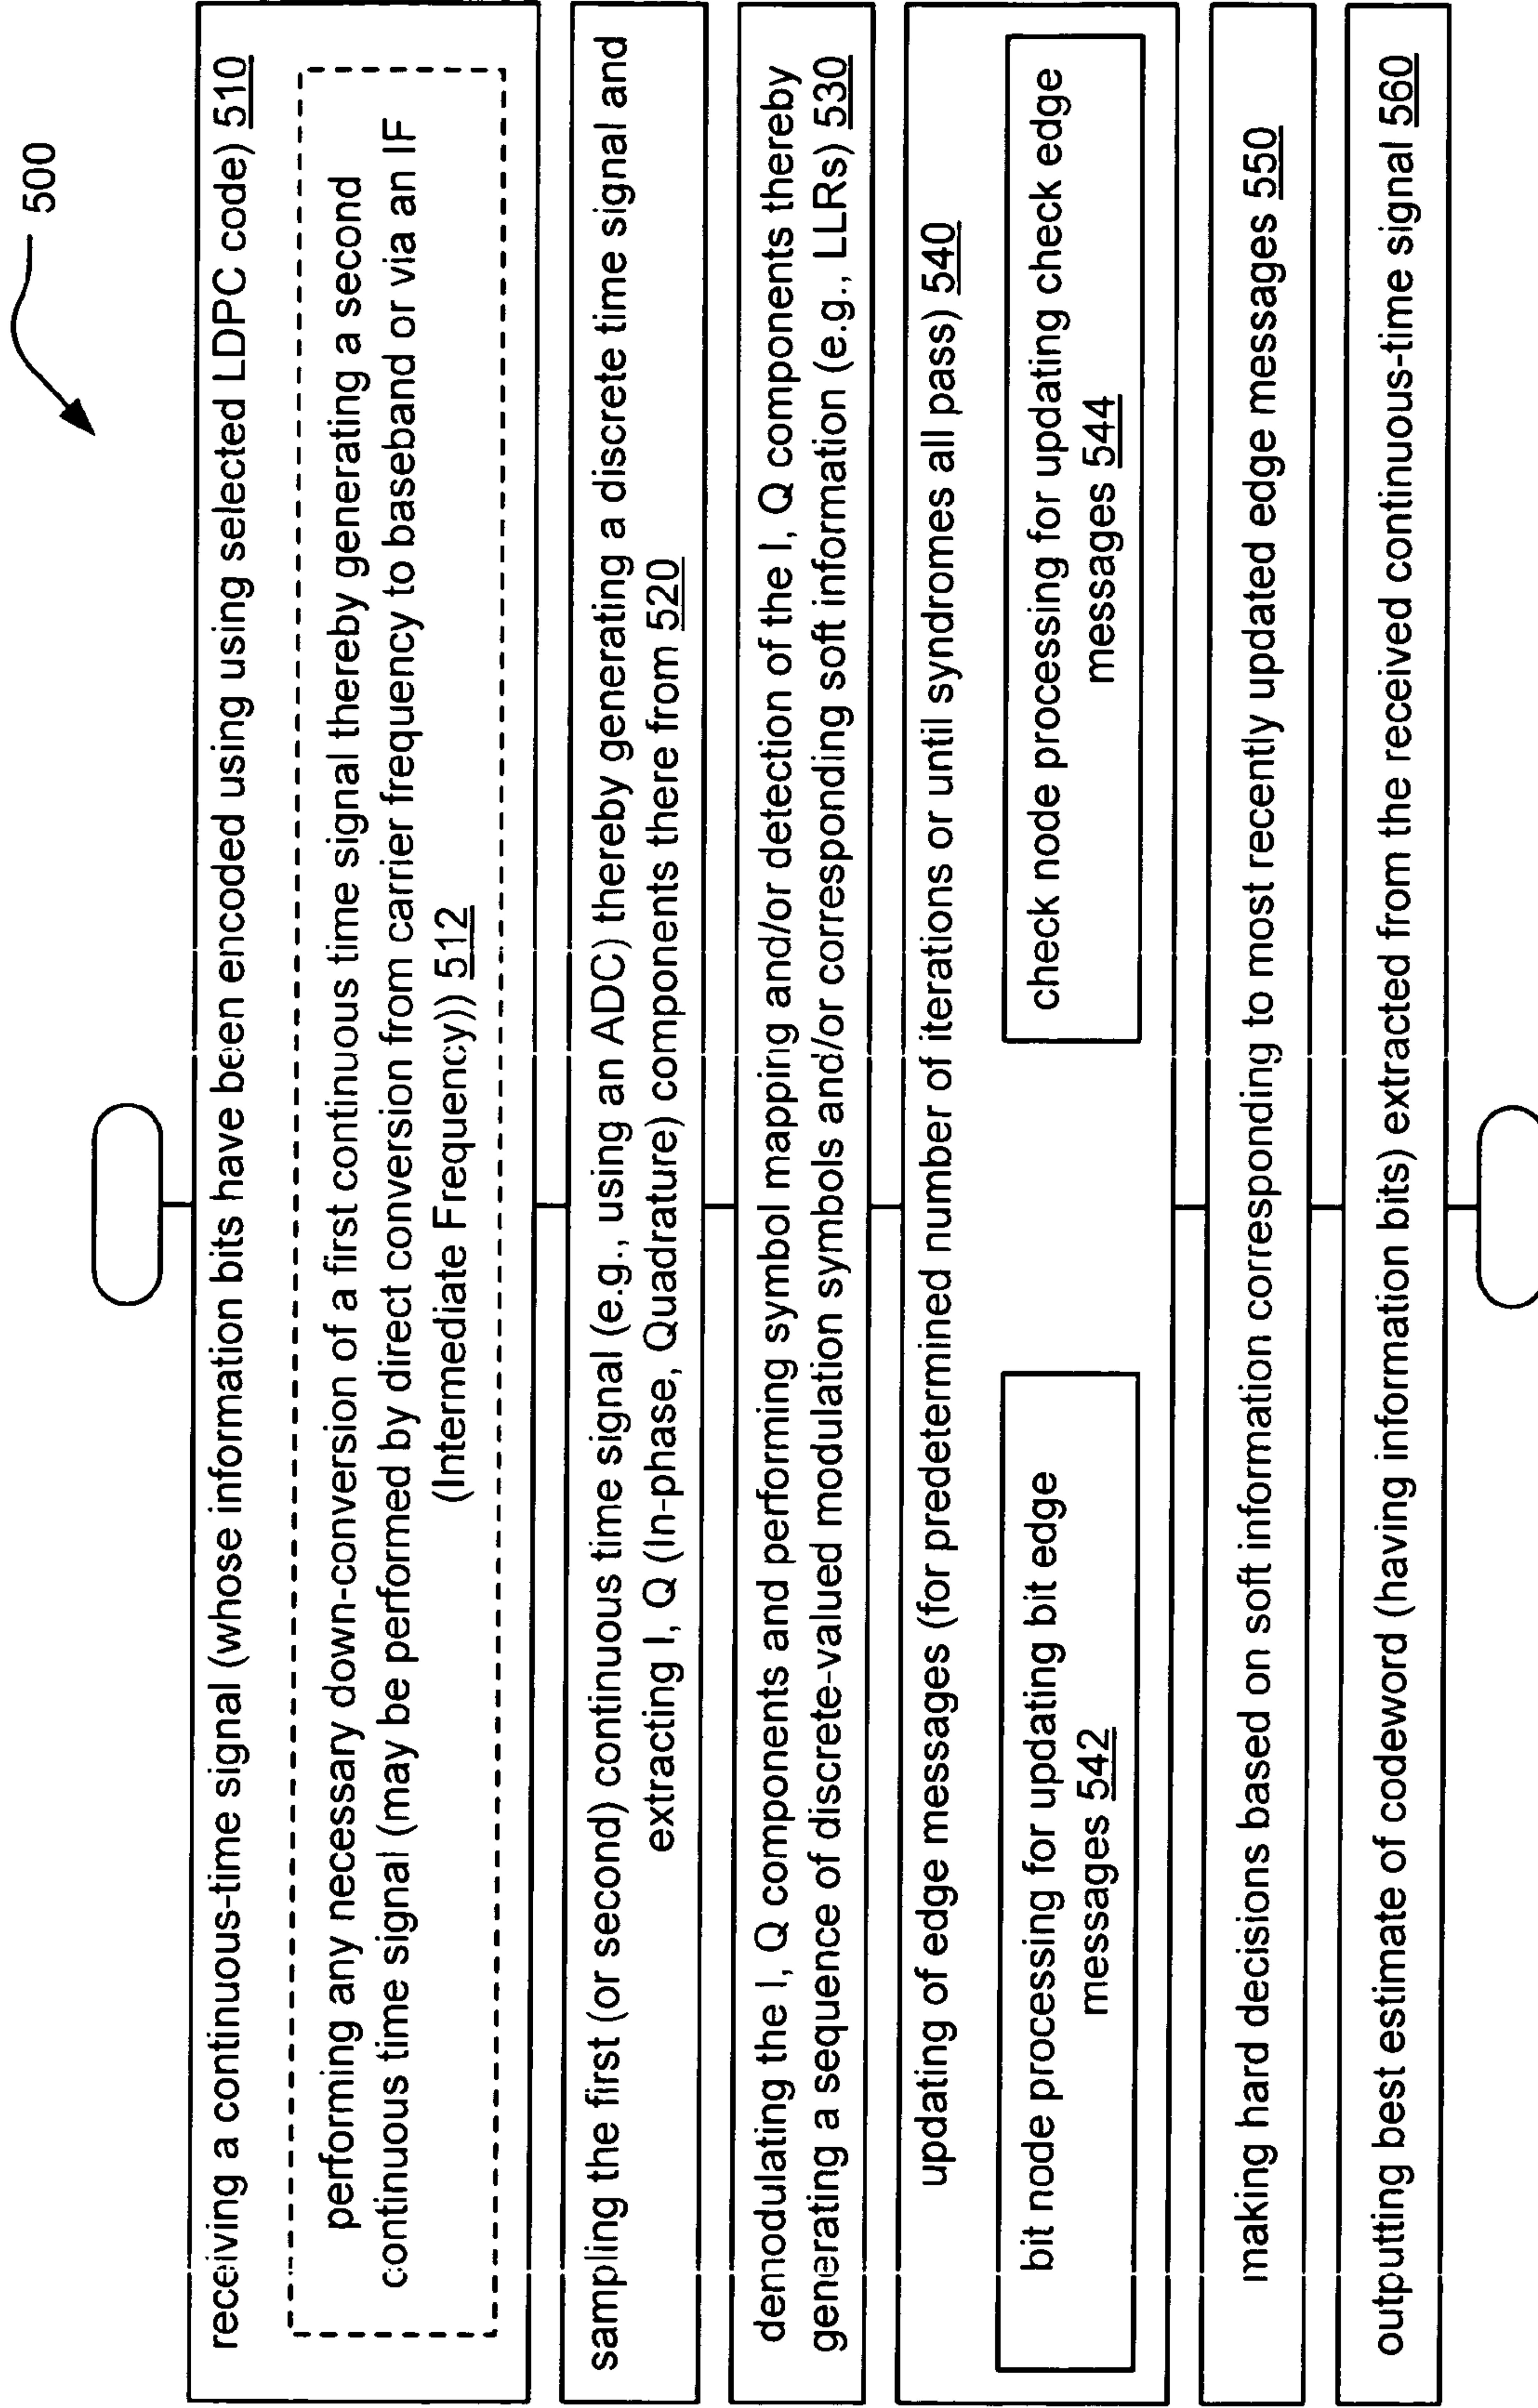 500
receiving a continuous-time signal (whose information bits have been encoded using using selected LDPC code) 510
performing any necessary down-conversion of a first continuous time signal thereby generating a second
continuous time signal (may be performed by direct conversion from carrier frequency to baseband or via an IF
(Intermediate Frequency)) 512
sampling the first (or second) continuous time signal (e.g., using an ADC) thereby generating a discrete time signal and
extracting I, Q (In-phase, Quadrature) components there from 520
demodulating the I, Q components and performing symbol mapping and/or detection of the I, Q components thereby
generating a sequence of discrete-valued modulation symbols and/or corresponding soft information (e.g., LLRs) 530
updating of edge messages (for predetermined number of iterations or until syndromes all pass) 540
bit node processing for updating bit edge
messages 542
check node processing for updating check edge
messages 544
making hard decisions based on soft information corresponding to most recently updated edge messages 550
outputting best estimate of codeword (having information bits) extracted from the received continuous-time signal 560